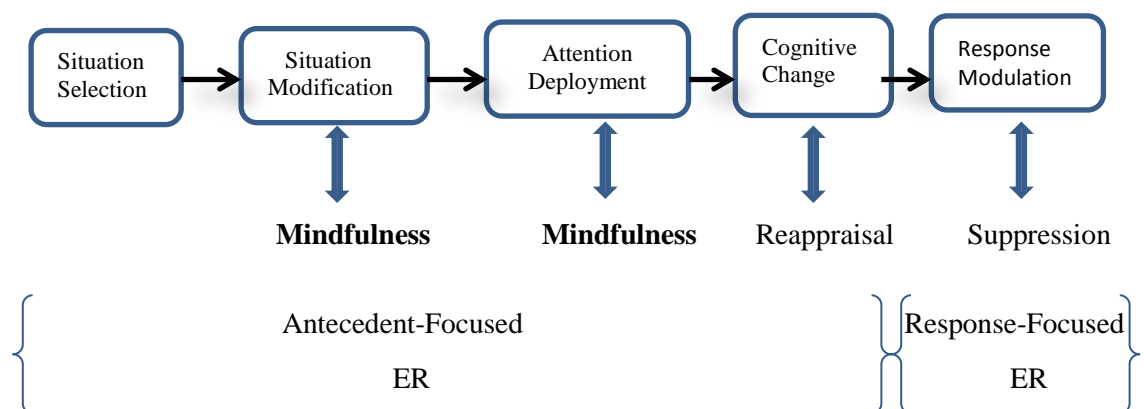 Situation
Selection
Situation
Modification
Attention
Deployment
Cognitive
Change
Response
Modulation
Mindfulness
Mindfulness
Reappraisal
Suppression
Antecedent-Focused
ER
Response-Focused
ER